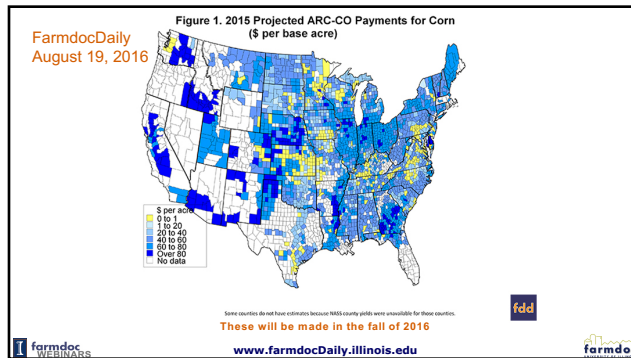 Figure 1. 2015 Projected ARC-CO Payments for Corn
($ per base acre)
FarmdocDaily
August 19, 2016
$ per acre
0 to 1
1 to 20
20 to 40
40 to 60
60 to 80
Over 80
No data
Some counties do not have estimates because NASS county yields were unavailable for those counties.
fdd
These will be made in the fall of 2016
I farmdoc
WEBINARS
www.farmdocDaily.illinois.edu
farmdo